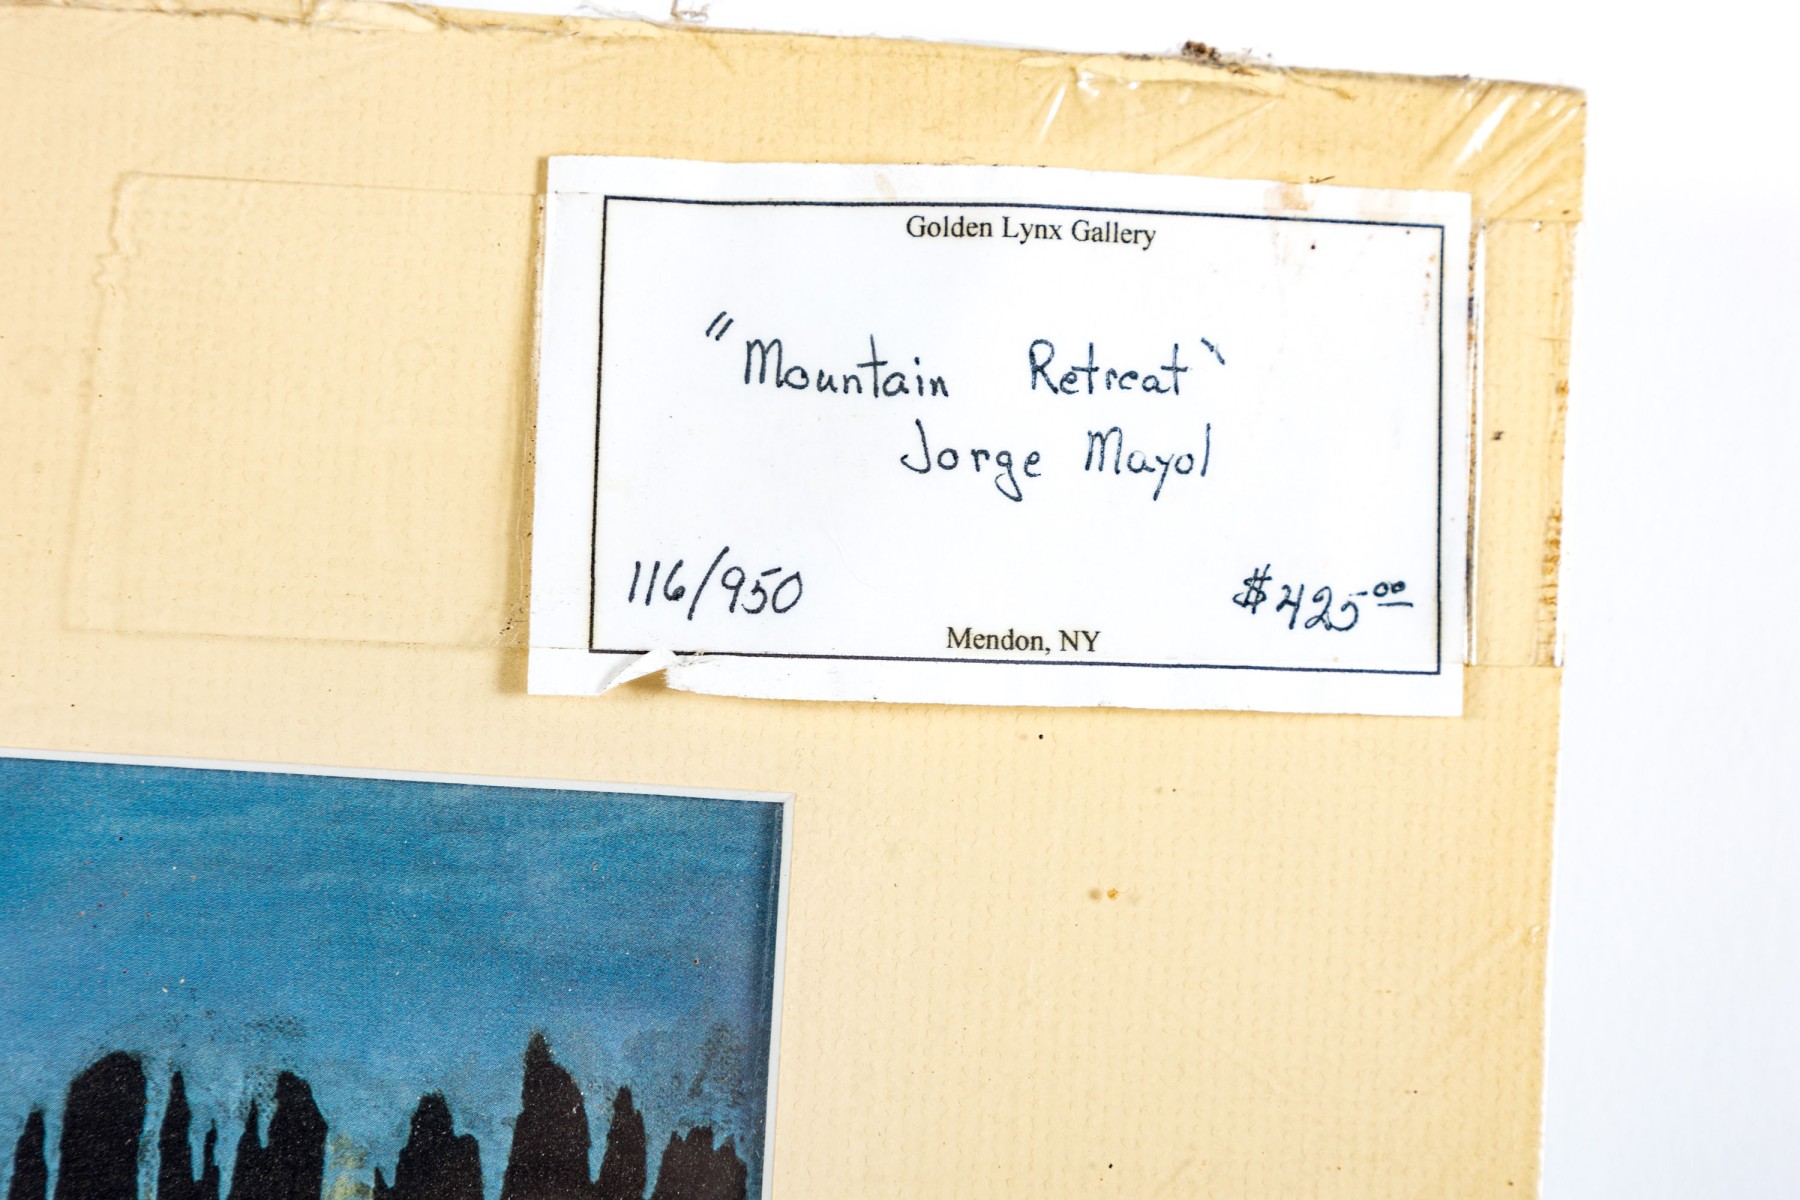 Golden Lynx Gallery
"Mountain Retreat"
Jorge Mayol
116/950
$425.00
Mendon, NY